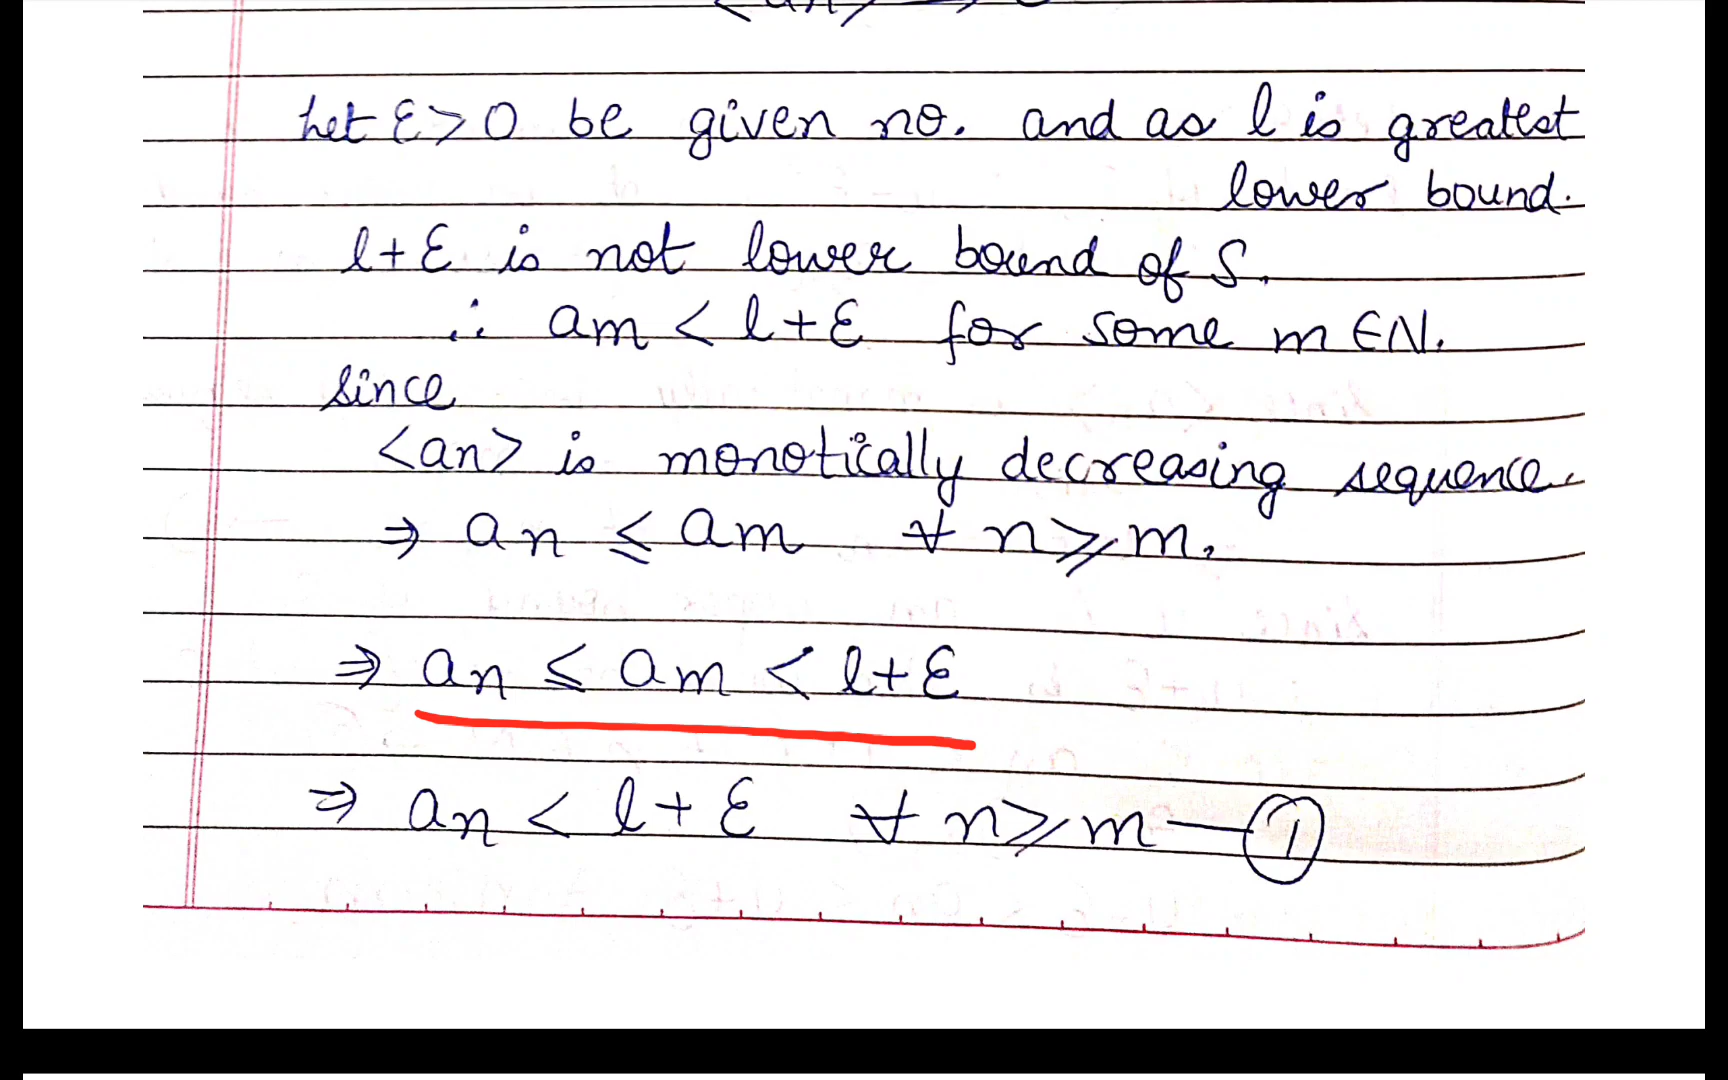 Let ε>0 be given no. and as l is greatest
lower bound.
l+ε is not lower bound of S.
∴ am < l+ε for some m ∈N.
since
<an> is monotically decreasing sequence.
⇒ an ≤ am ∀ n≥m.
⇒ an ≤ am < l+ε
⇒ an < l+ε ∀ n≥m — ①